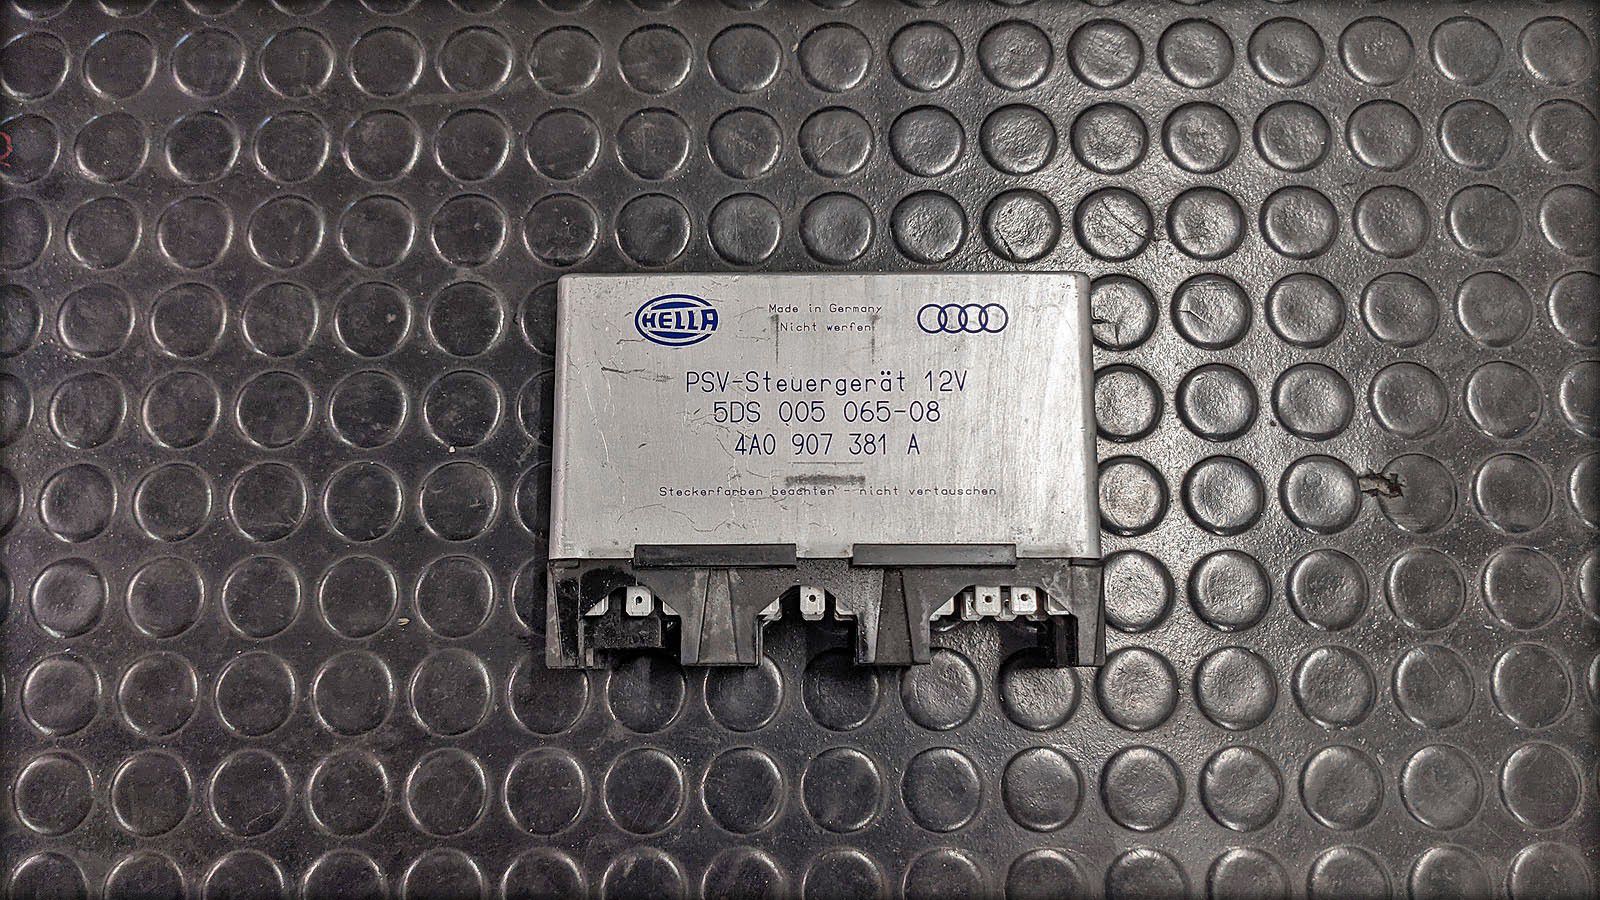 HELLA
Made in Germany
Nicht werfen
PSV-Steuergerät 12V
5DS 005 065-08
4A0 907 381 A
Steckerfarben beachten - nicht vertauschen